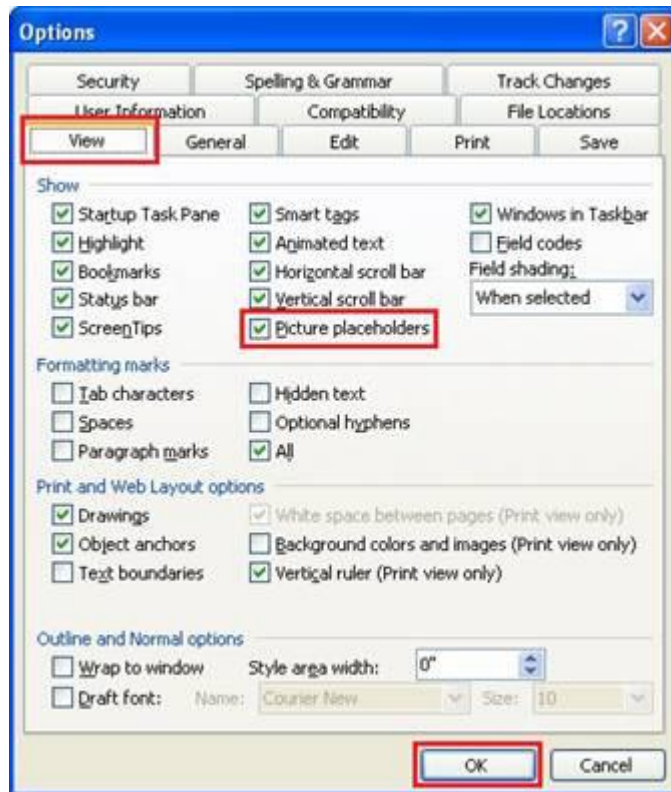 Options
Security Spelling & Grammar Track Changes
User Information Compatibility File Locations
View General Edit Print Save
Show
Startup Task Pane Smart tags Windows in Taskbar
Highlight Animated text Field codes
Bookmarks Horizontal scroll bar Field shading:
Status bar Vertical scroll bar When selected
ScreenTips Picture placeholders
Formatting marks
Tab characters Hidden text
Spaces Optional hyphens
Paragraph marks All
Print and Web Layout options
Drawings White space between pages (Print view only)
Object anchors Background colors and images (Print view only)
Text boundaries Vertical ruler (Print view only)
Outline and Normal options
Wrap to window Style area width: 0"
Draft font: Name: Courier New Size: 10
OK Cancel